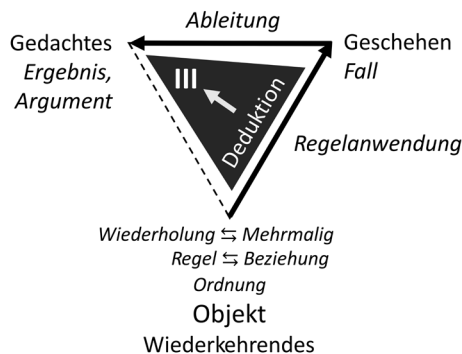 Ableitung
Gedachtes
Ergebnis,
Argument
Geschehen
Fall
III
Deduktion
Regelanwendung
Wiederholung ⇆ Mehrmalig
Regel ⇆ Beziehung
Ordnung
Objekt
Wiederkehrendes